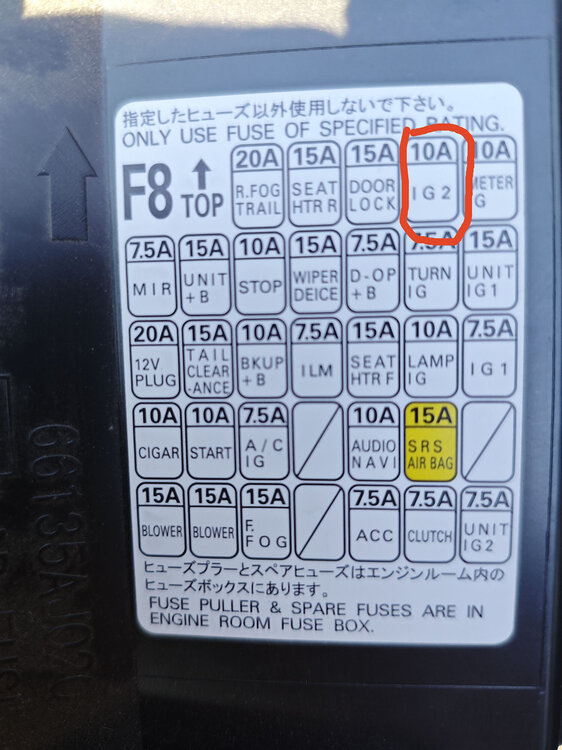 指定したヒューズ以外使用しないで下さい。
ONLY USE FUSE OF SPECIFIED RATING.
F8 TOP
20A 15A 15A 10A 10A
R.FOG TRAIL
SEAT HTR R
DOOR LOCK
IG2
METER IG
7.5A 15A 10A 15A 7.5A 7.5A 15A
MIR
UNIT +B
STOP
WIPER DEICE
D-OP +B
TURN IG
UNIT IG1
20A 15A 10A 7.5A 15A 10A 7.5A
12V PLUG
TAIL CLEAR -ANCE
BKUP +B
ILM
SEAT HTR F
LAMP IG
IG1
10A 10A 7.5A 10A 15A
CIGAR
START
A/C IG
AUDIO NAVI
SRS AIR BAG
15A 15A 15A 7.5A 7.5A 7.5A
BLOWER
BLOWER
F. FOG
ACC
CLUTCH
UNIT IG2
ヒューズプラーとスペアヒューズはエンジンルーム内の
ヒューズボックスにあります。
FUSE PULLER & SPARE FUSES ARE IN
ENGINE ROOM FUSE BOX.